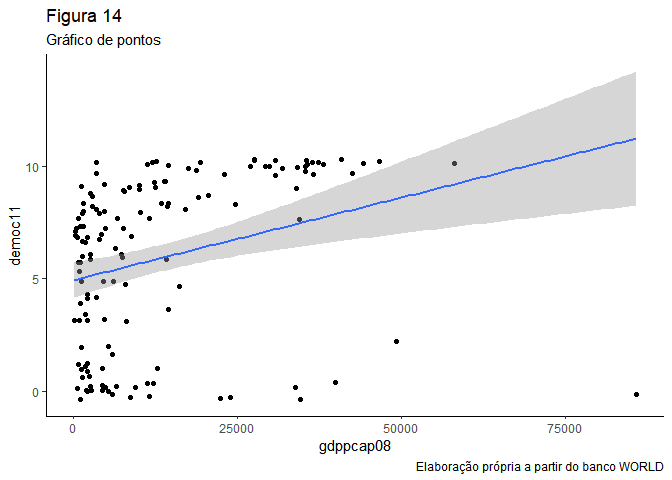 Figura 14
Gráfico de pontos
10
5
0
democ11
0 25000 50000 75000
gdppcap08
Elaboração própria a partir do banco WORLD